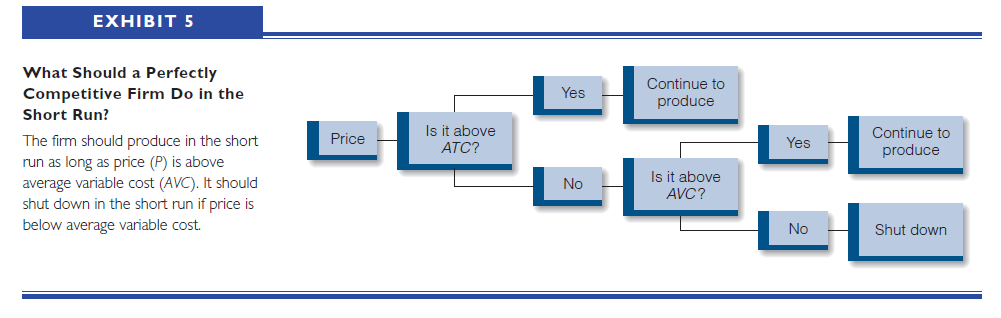 EXHIBIT 5
What Should a Perfectly
Competitive Firm Do in the
Short Run?
The firm should produce in the short
run as long as price (P) is above
average variable cost (AVC). It should
shut down in the short run if price is
below average variable cost.
Price
Is it above
ATC?
Yes
Continue to
produce
No
Is it above
AVC?
Yes
Continue to
produce
No
Shut down